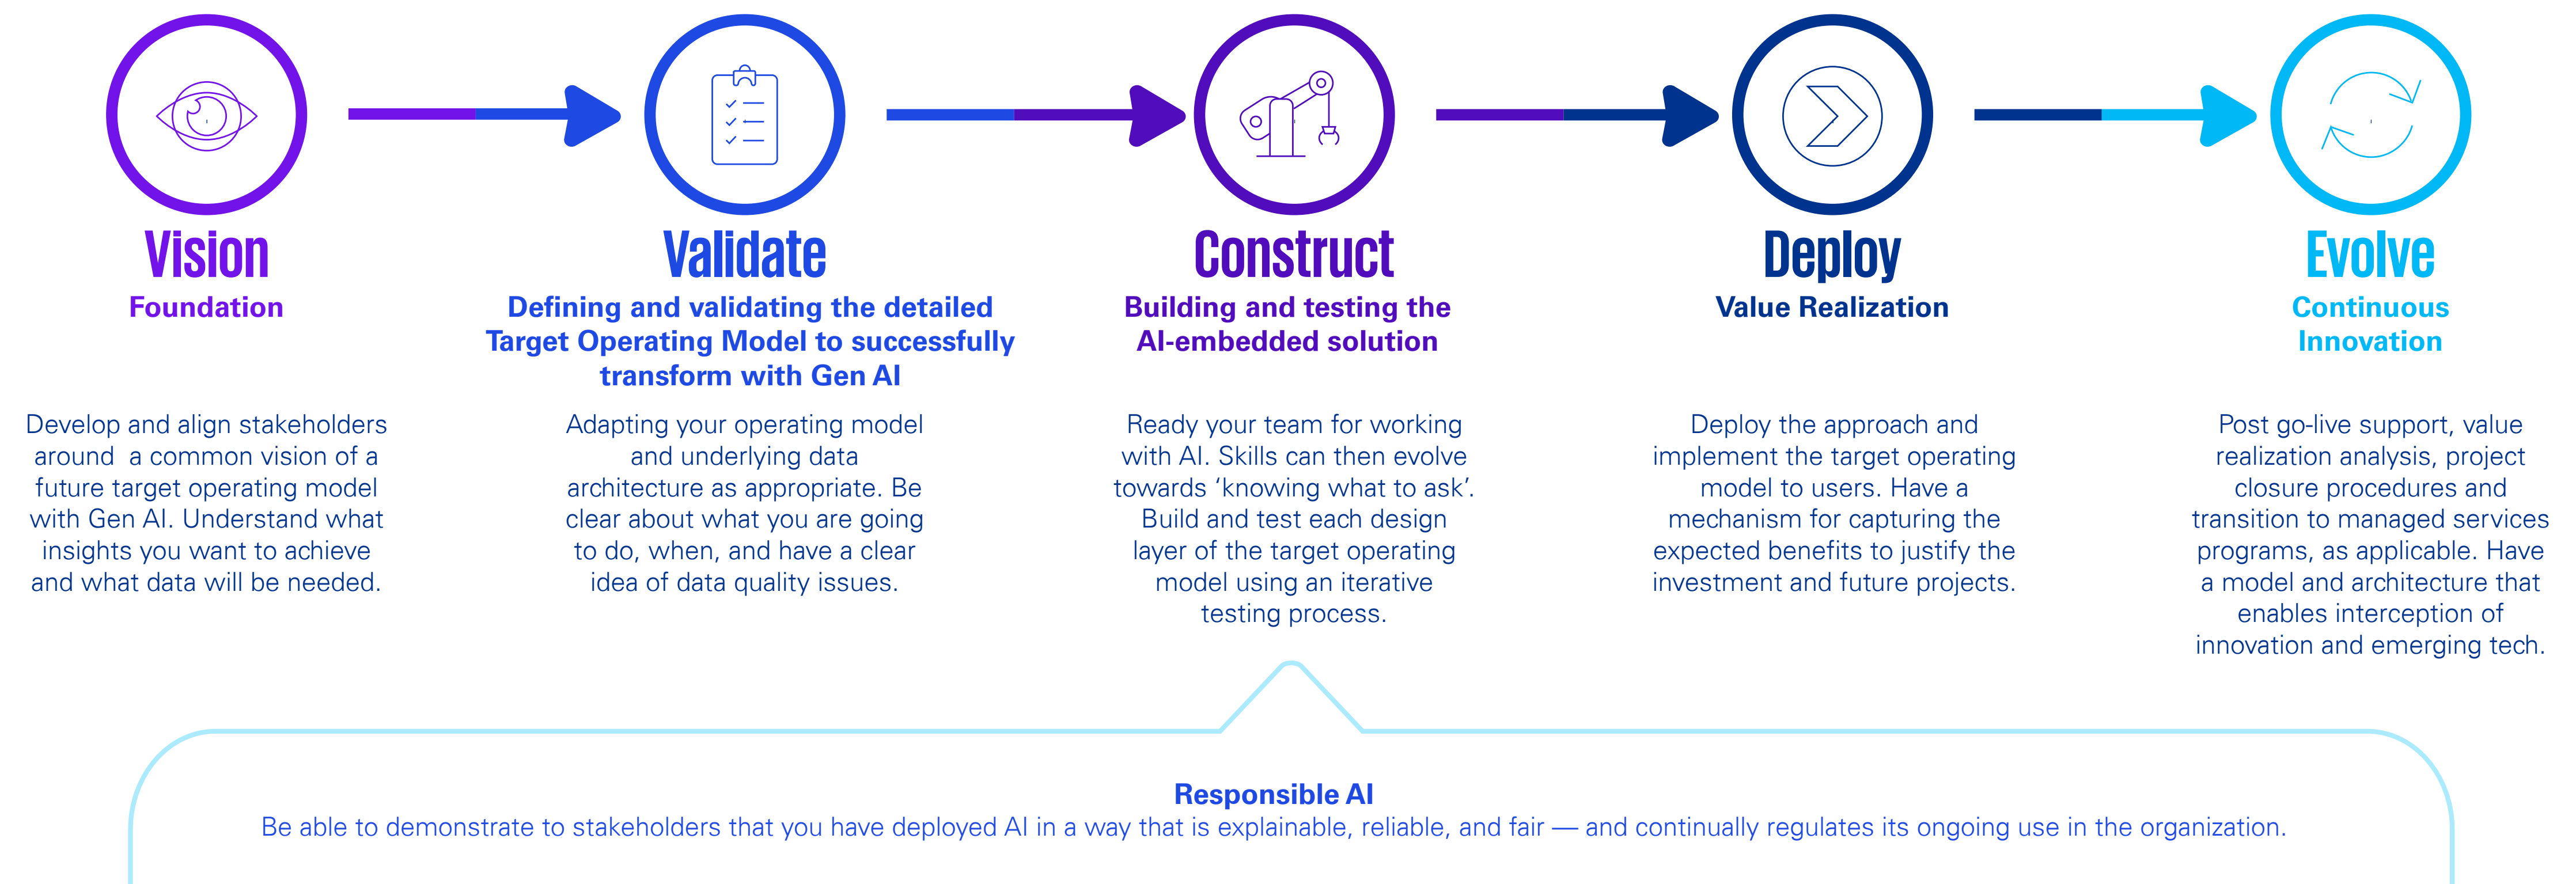 Vision
Foundation
Develop and align stakeholders
around  a common vision of a
future target operating model
with Gen AI. Understand what
insights you want to achieve
and what data will be needed.
Validate
Defining and validating the detailed
Target Operating Model to successfully
transform with Gen AI
Adapting your operating model
and underlying data
architecture as appropriate. Be
clear about what you are going
to do, when, and have a clear
idea of data quality issues.
Construct
Building and testing the
AI-embedded solution
Ready your team for working
with AI. Skills can then evolve
towards ‘knowing what to ask’.
Build and test each design
layer of the target operating
model using an iterative
testing process.
Deploy
Value Realization
Deploy the approach and
implement the target operating
model to users. Have a
mechanism for capturing the
expected benefits to justify the
investment and future projects.
Evolve
Continuous
Innovation
Post go-live support, value
realization analysis, project
closure procedures and
transition to managed services
programs, as applicable. Have
a model and architecture that
enables interception of
innovation and emerging tech.
Responsible AI
Be able to demonstrate to stakeholders that you have deployed AI in a way that is explainable, reliable, and fair — and continually regulates its ongoing use in the organization.